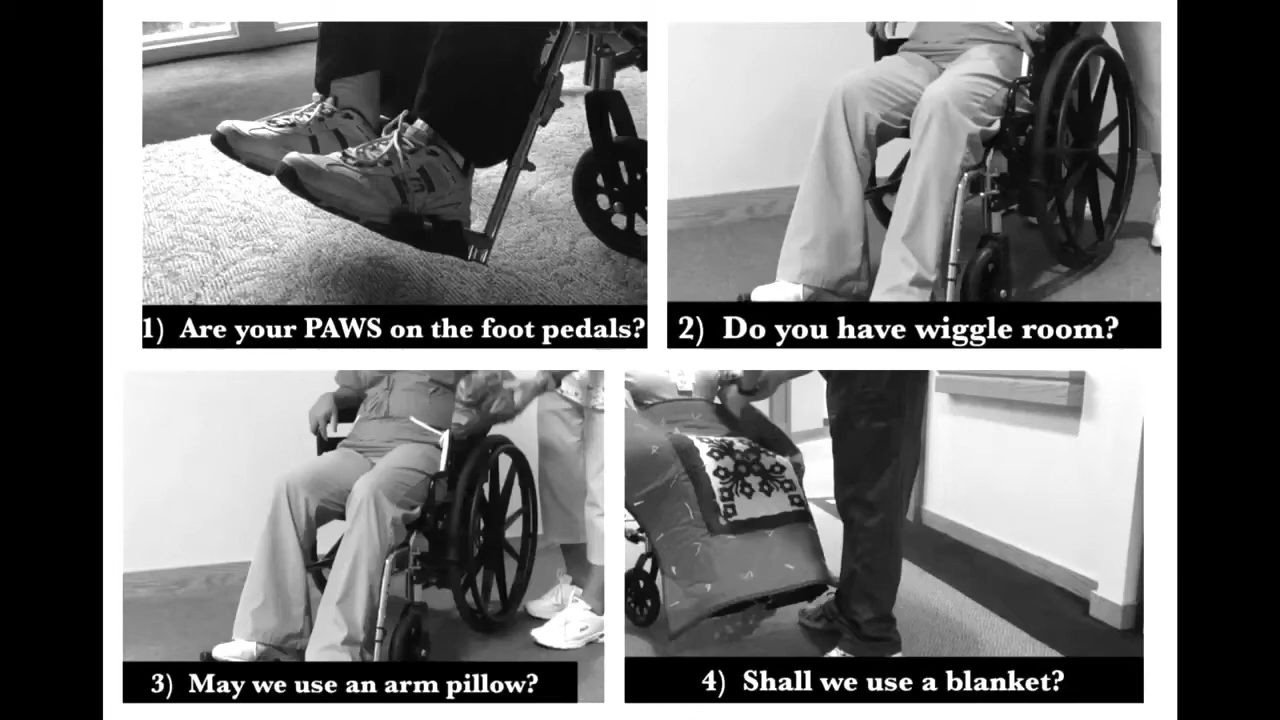 1) Are your PAWS on the foot pedals?
2) Do you have wiggle room?
3) May we use an arm pillow?
4) Shall we use a blanket?